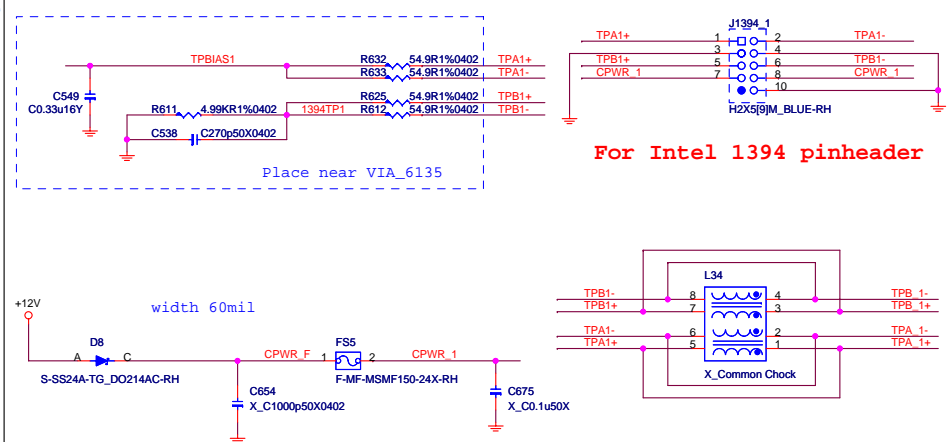 TPBIAS1
R632 54.9R1%0402 TPA1+
R633 54.9R1%0402 TPA1-
C549
C0.33u16Y
R625 54.9R1%0402 TPB1+
R611 4.99KR1%0402 1394TP1 R612 54.9R1%0402 TPB1-
C538 C270p50X0402
Place near VIA_6135
J1394_1
TPA1+ 1 2 TPA1-
3 4
TPB1+ 5 6 TPB1-
CPWR_1 7 8 CPWR_1
10
H2X5[9]M_BLUE-RH
For Intel 1394 pinheader
+12V
width 60mil
D8
A C
S-SS24A-TG_DO214AC-RH
CPWR_F 1 FS5 2 CPWR_1
F-MF-MSMF150-24X-RH
C654
X_C1000p50X0402
C675
X_C0.1u50X
L34
TPB1- 8 4 TPB_1-
TPB1+ 7 3 TPB_1+
TPA1- 6 2 TPA_1-
TPA1+ 5 1 TPA_1+
X_Common Chock